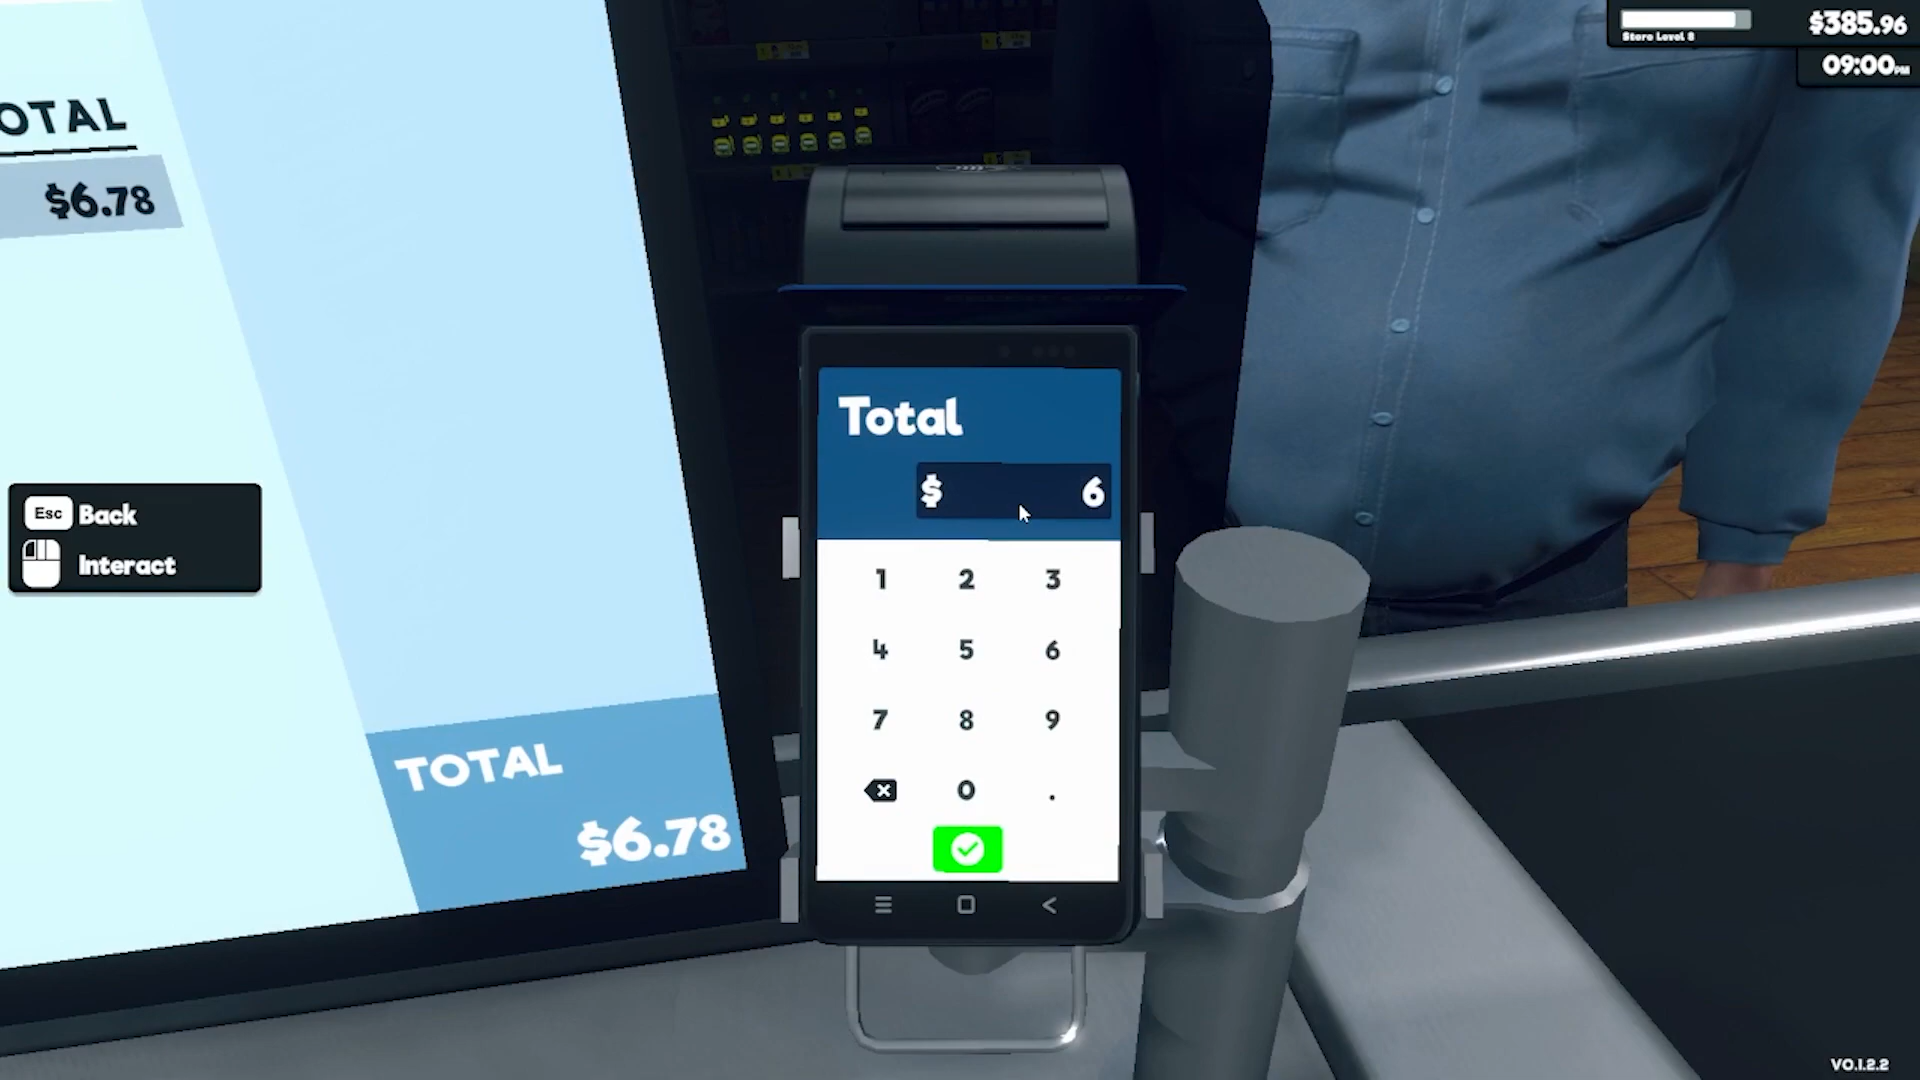 $385.96
Store Level 8
09:00PM
OTAL
$6.78
Total
$ 6
Esc Back
Interact
1 2 3
4 5 6
7 8 9
0 .
TOTAL
$6.78
V0.1.2.2